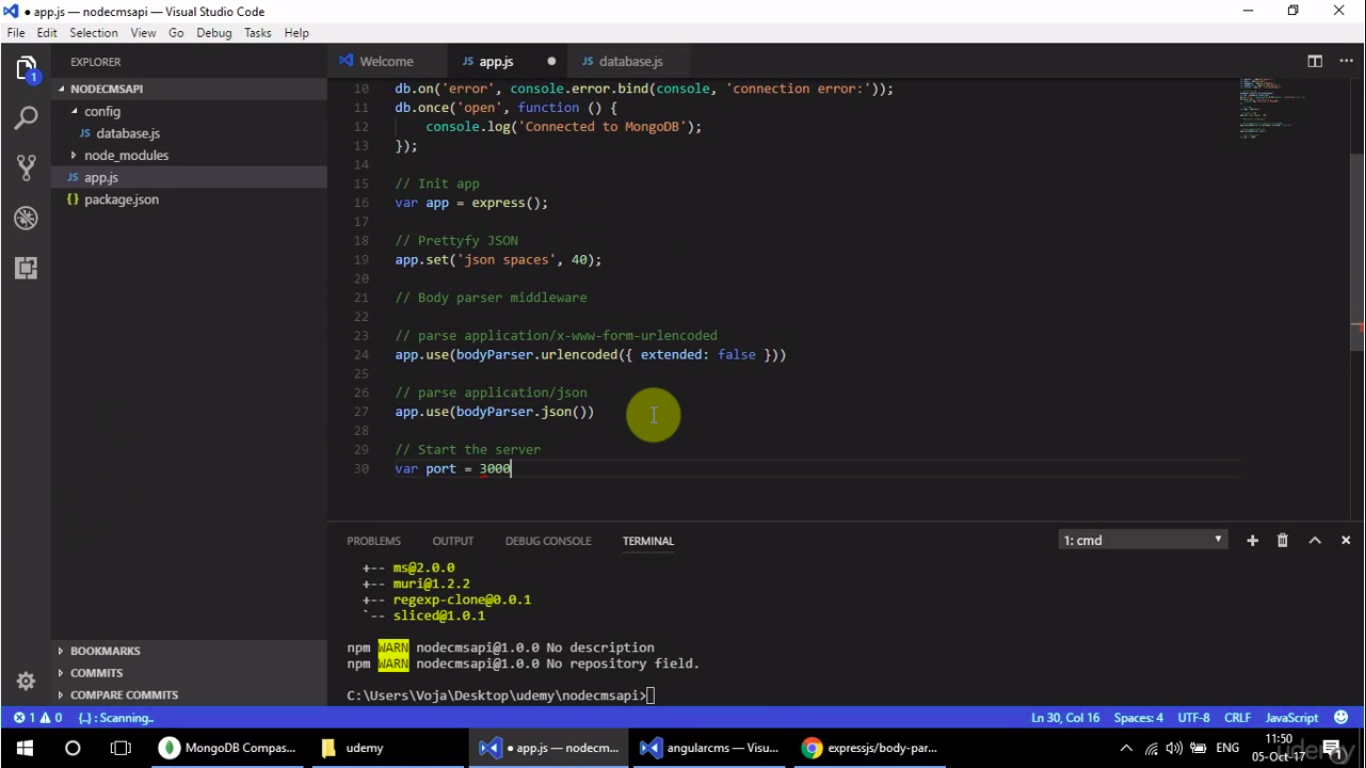 ● app.js — nodecmsapi — Visual Studio Code
File Edit Selection View Go Debug Tasks Help
1
EXPLORER
Welcome
JS app.js ●
JS database.js
NODECMSAPI
config
JS database.js
node_modules
JS app.js
{} package.json
10 db.on('error', console.error.bind(console, 'connection error:'));
11 db.once('open', function () {
12 console.log('Connected to MongoDB');
13 });
14
15 // Init app
16 var app = express();
17
18 // Prettyfy JSON
19 app.set('json spaces', 40);
20
21 // Body parser middleware
22
23 // parse application/x-www-form-urlencoded
24 app.use(bodyParser.urlencoded({ extended: false }))
25
26 // parse application/json
27 app.use(bodyParser.json())
28
29 // Start the server
30 var port = 3000
PROBLEMS OUTPUT DEBUG CONSOLE TERMINAL 1: cmd
+-- ms@2.0.0
+-- muri@1.2.2
+-- regexp-clone@0.0.1
`-- sliced@1.0.1
npm WARN nodecmsapi@1.0.0 No description
npm WARN nodecmsapi@1.0.0 No repository field.
C:\Users\Voja\Desktop\udemy\nodecmsapi>
BOOKMARKS
COMMITS
COMPARE COMMITS
1 0 {..} : Scanning.. Ln 30, Col 16 Spaces: 4 UTF-8 CRLF JavaScript
MongoDB Compas...
udemy
● app.js — nodecm...
angularcms — Visu...
expressjs/body-par...
ENG
11:50
05-Oct-17
1
udemy